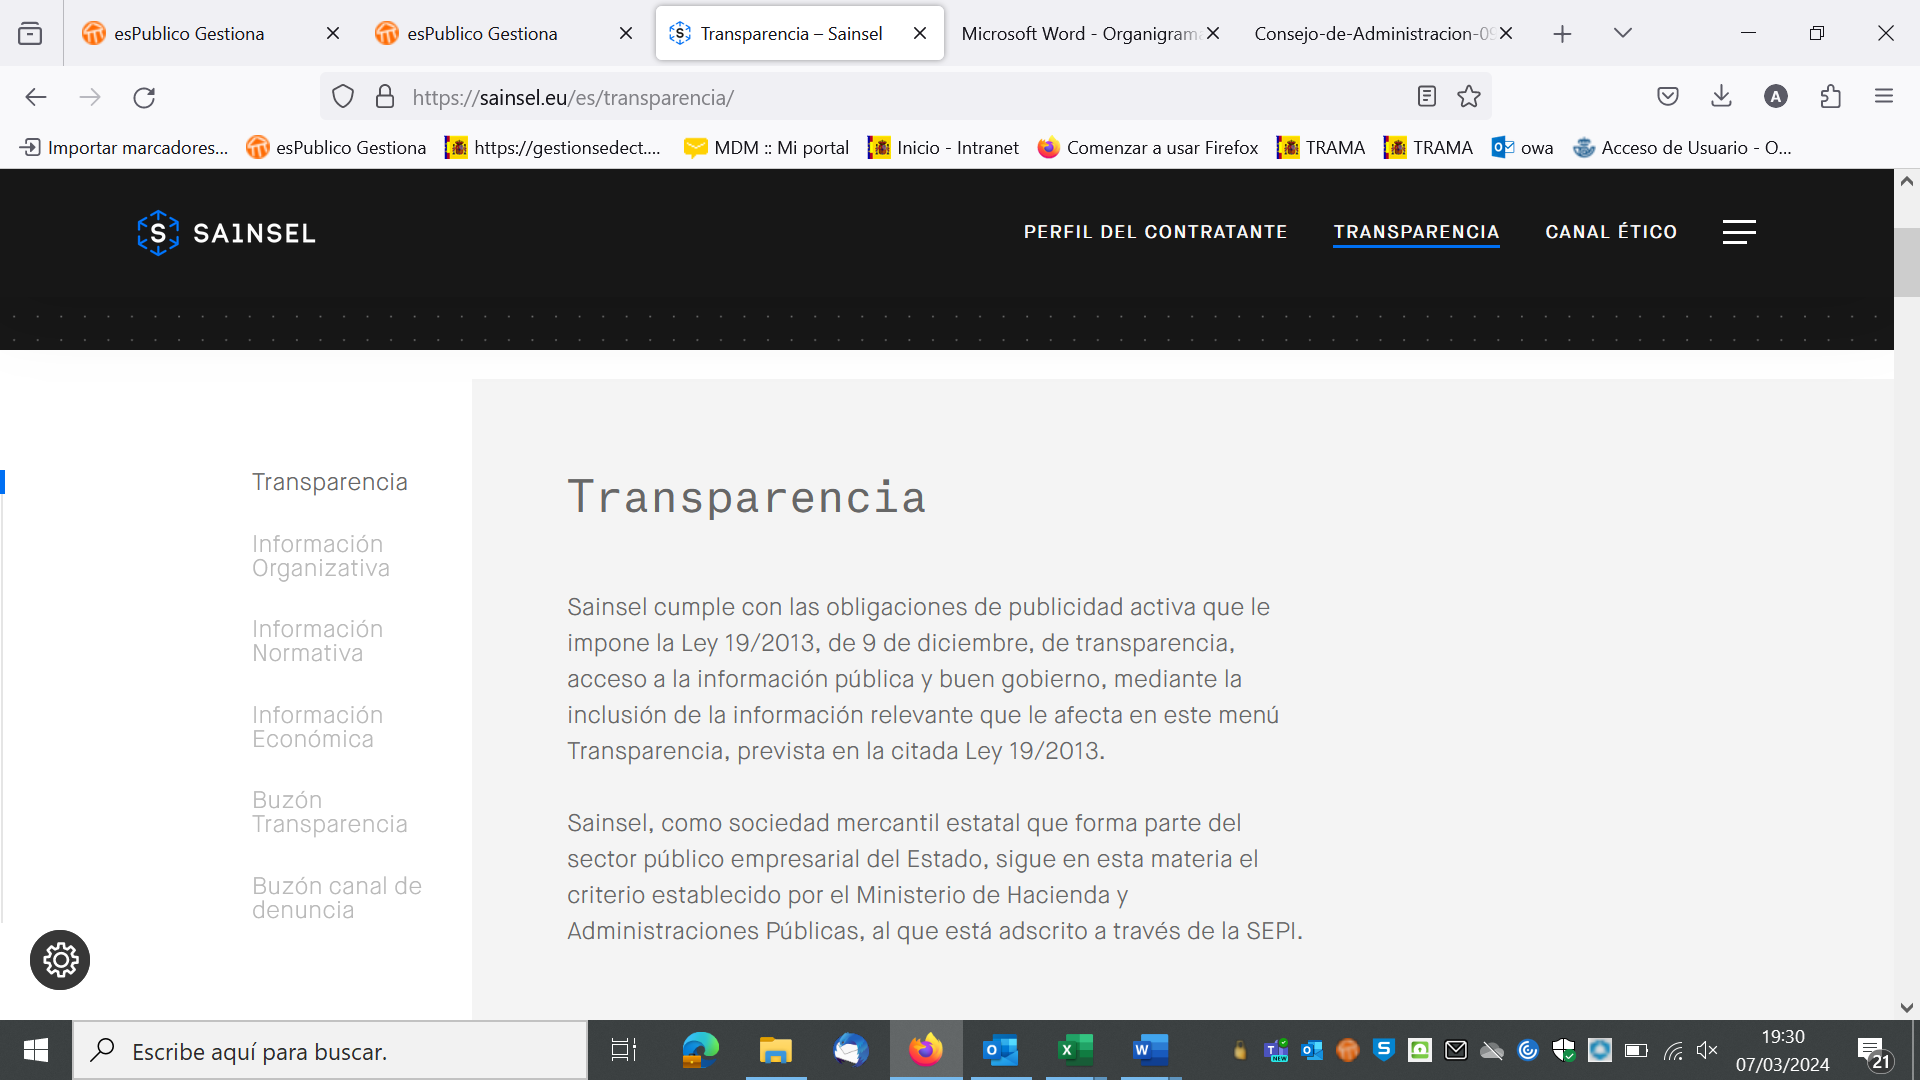 esPublico Gestiona
esPublico Gestiona
Transparencia – Sainsel
Microsoft Word - Organigrama
Consejo-de-Administracion-09
https://sainsel.eu/es/transparencia/
A
Importar marcadores...
esPublico Gestiona
https://gestionsedect....
MDM :: Mi portal
Inicio - Intranet
Comenzar a usar Firefox
TRAMA
TRAMA
owa
Acceso de Usuario - O...
S SA1NSEL
PERFIL DEL CONTRATANTE
TRANSPARENCIA
CANAL ÉTICO
Transparencia
Información
Organizativa
Información
Normativa
Información
Económica
Buzón
Transparencia
Buzón canal de
denuncia
Transparencia
Sainsel cumple con las obligaciones de publicidad activa que le
impone la Ley 19/2013, de 9 de diciembre, de transparencia,
acceso a la información pública y buen gobierno, mediante la
inclusión de la información relevante que le afecta en este menú
Transparencia, prevista en la citada Ley 19/2013.
Sainsel, como sociedad mercantil estatal que forma parte del
sector público empresarial del Estado, sigue en esta materia el
criterio establecido por el Ministerio de Hacienda y
Administraciones Públicas, al que está adscrito a través de la SEPI.
Escribe aquí para buscar.
19:30
07/03/2024
21